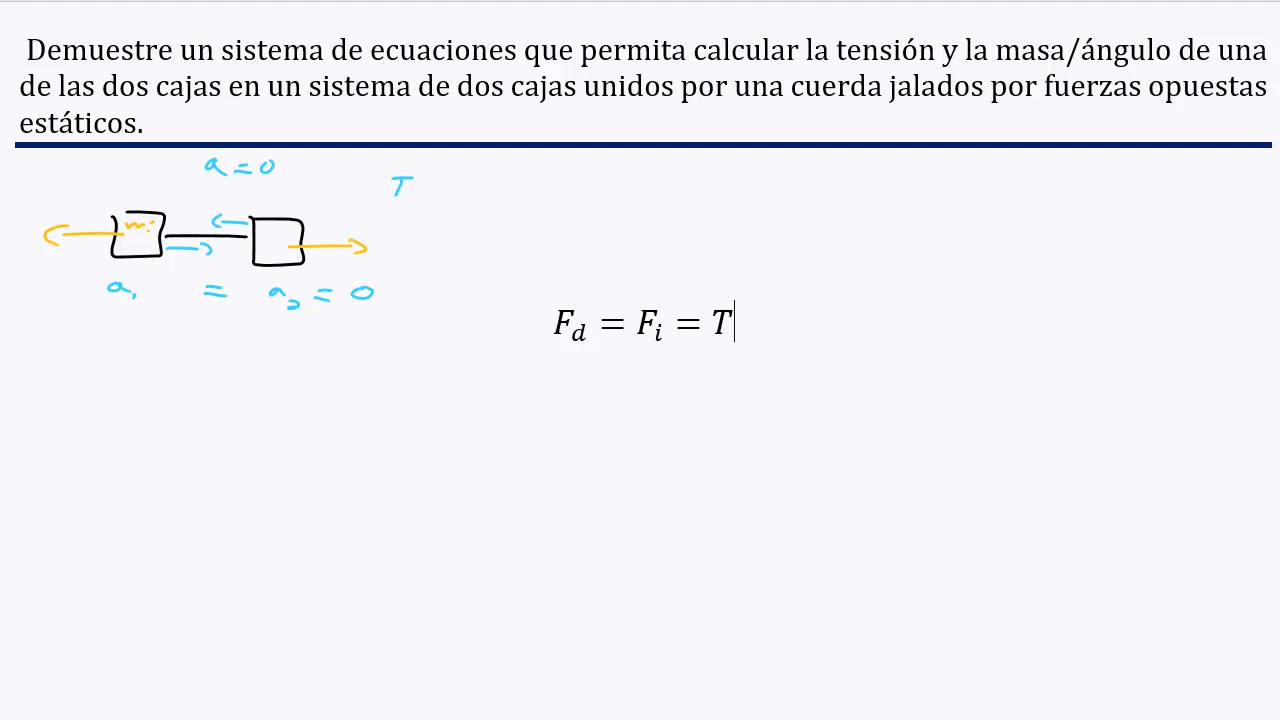 Demuestre un sistema de ecuaciones que permita calcular la tensión y la masa/ángulo de una
de las dos cajas en un sistema de dos cajas unidos por una cuerda jalados por fuerzas opuestas
estáticos.
a = 0
T
a₁ = a₂ = 0
F_d = F_i = T